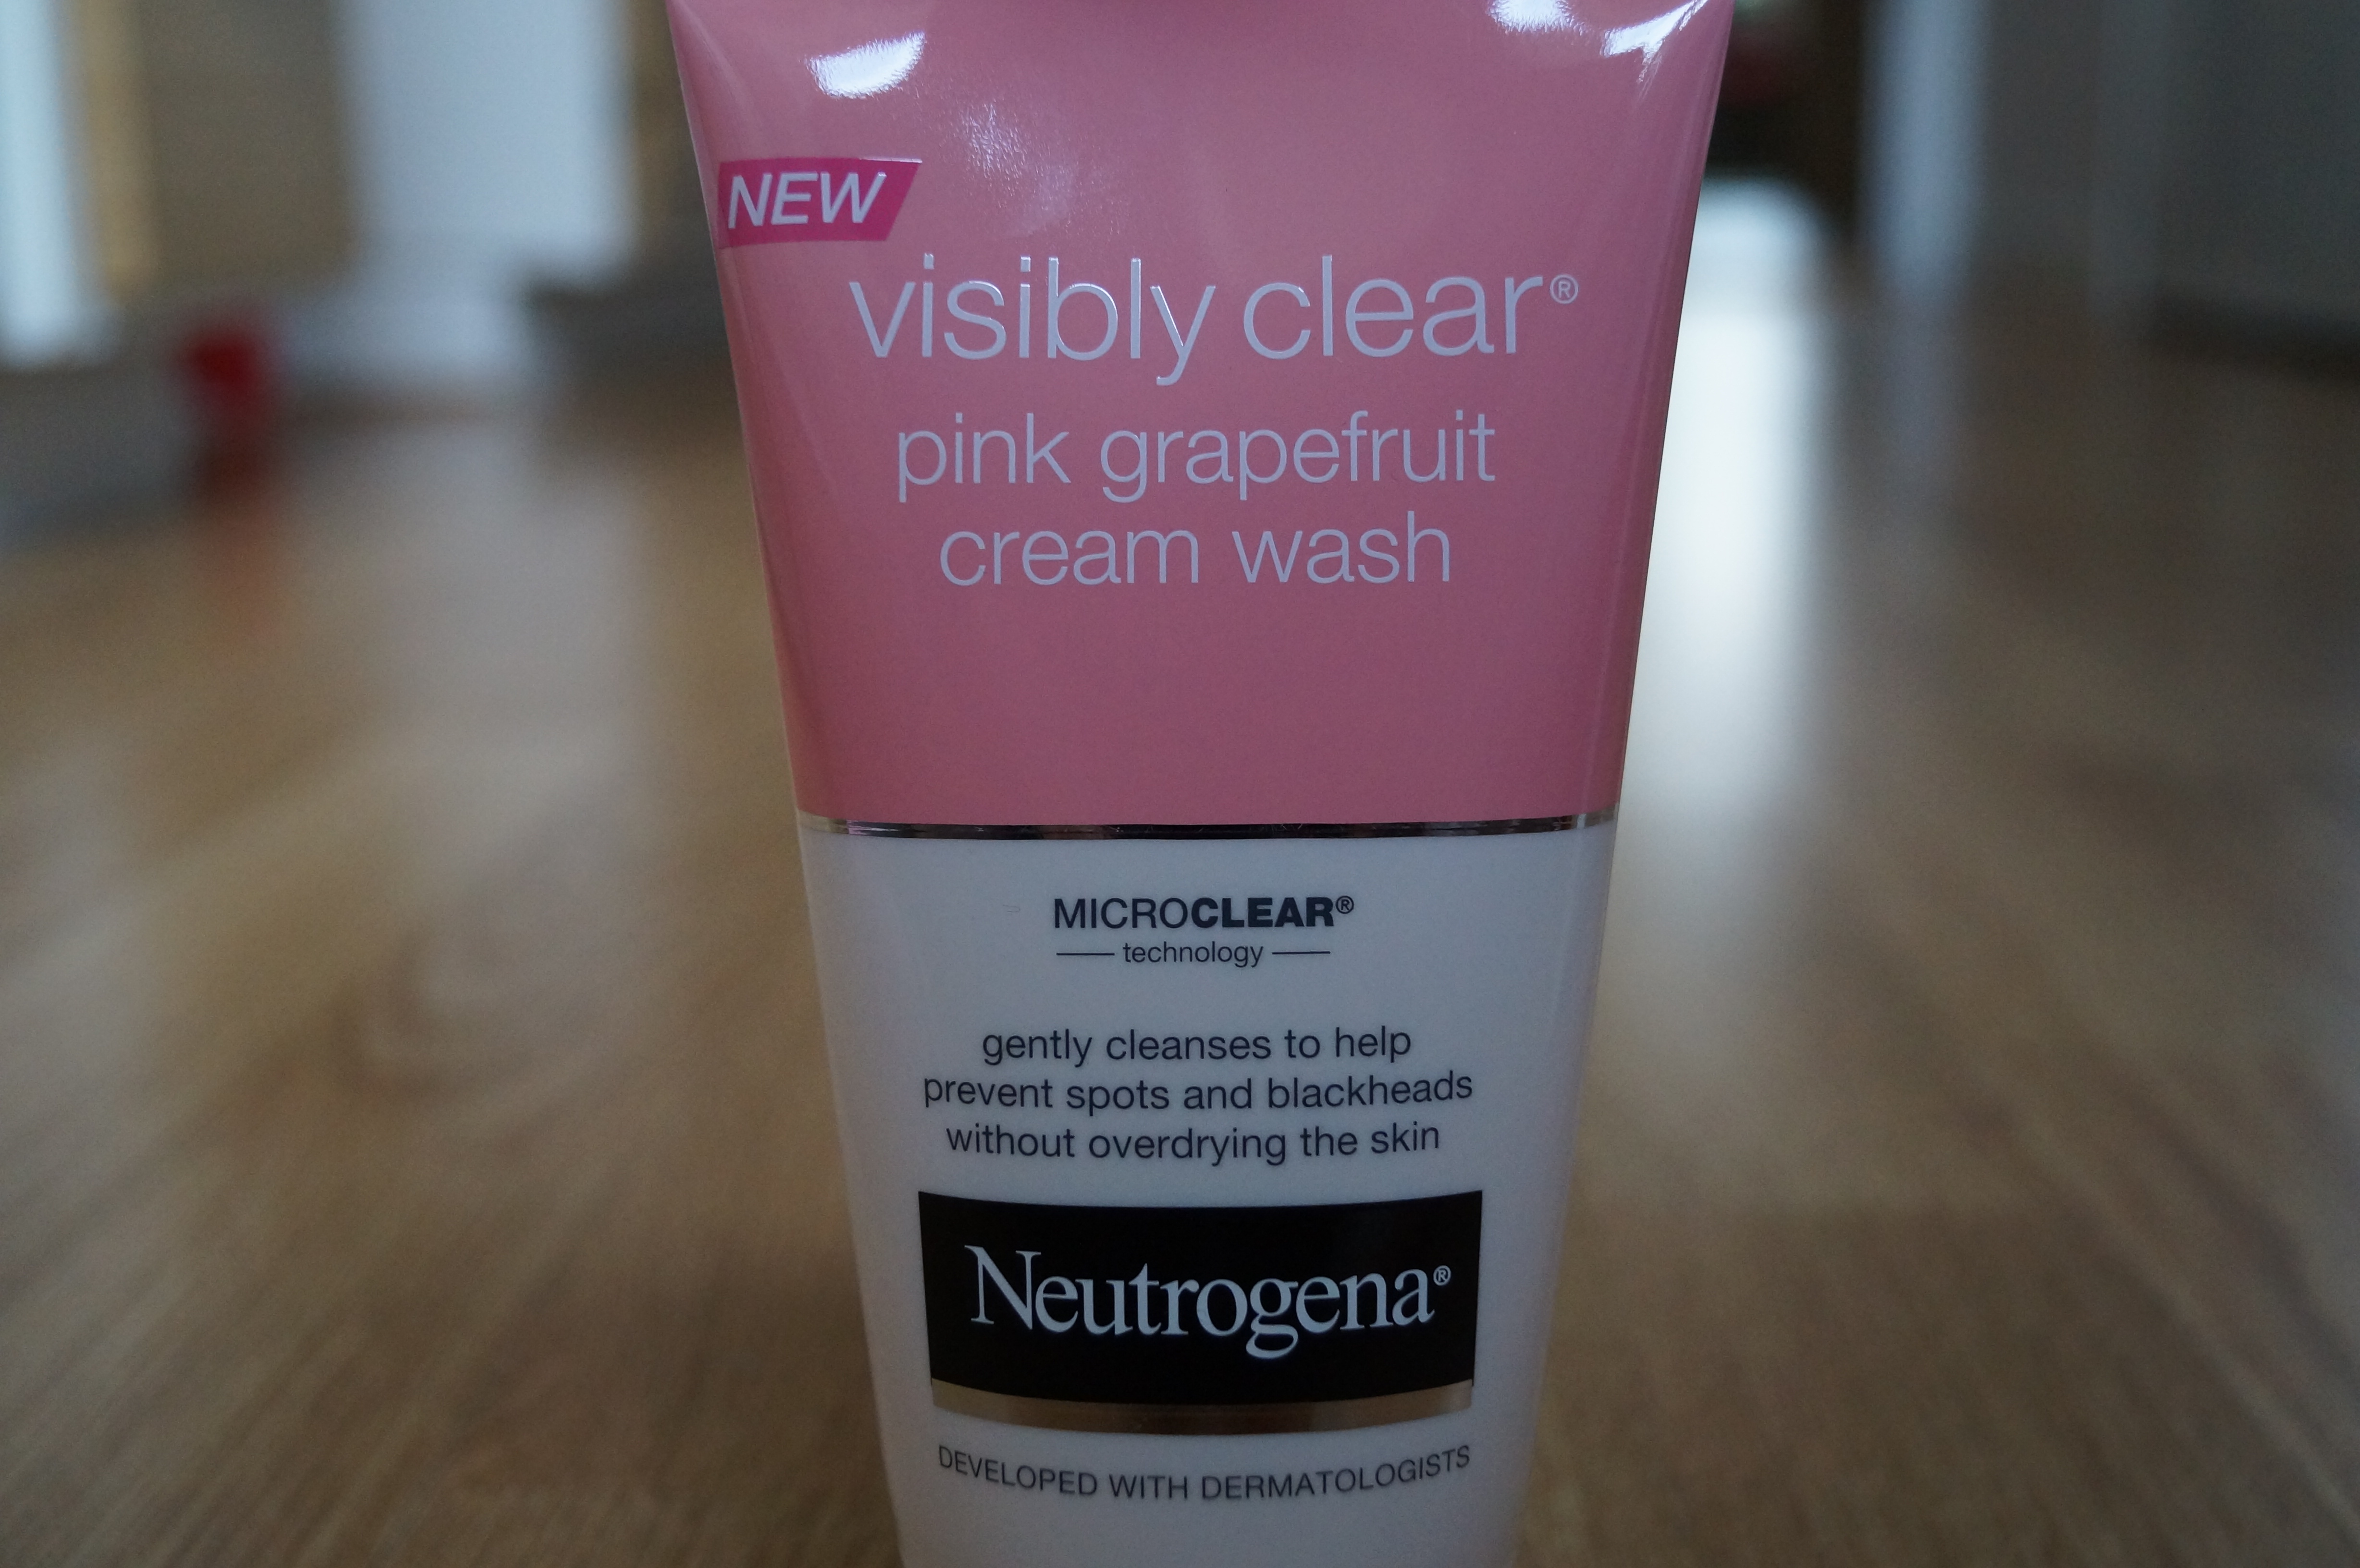 NEW
visibly clear®
pink grapefruit
cream wash
MICROCLEAR®
technology
gently cleanses to help
prevent spots and blackheads
without overdrying the skin
Neutrogena®
DEVELOPED WITH DERMATOLOGISTS